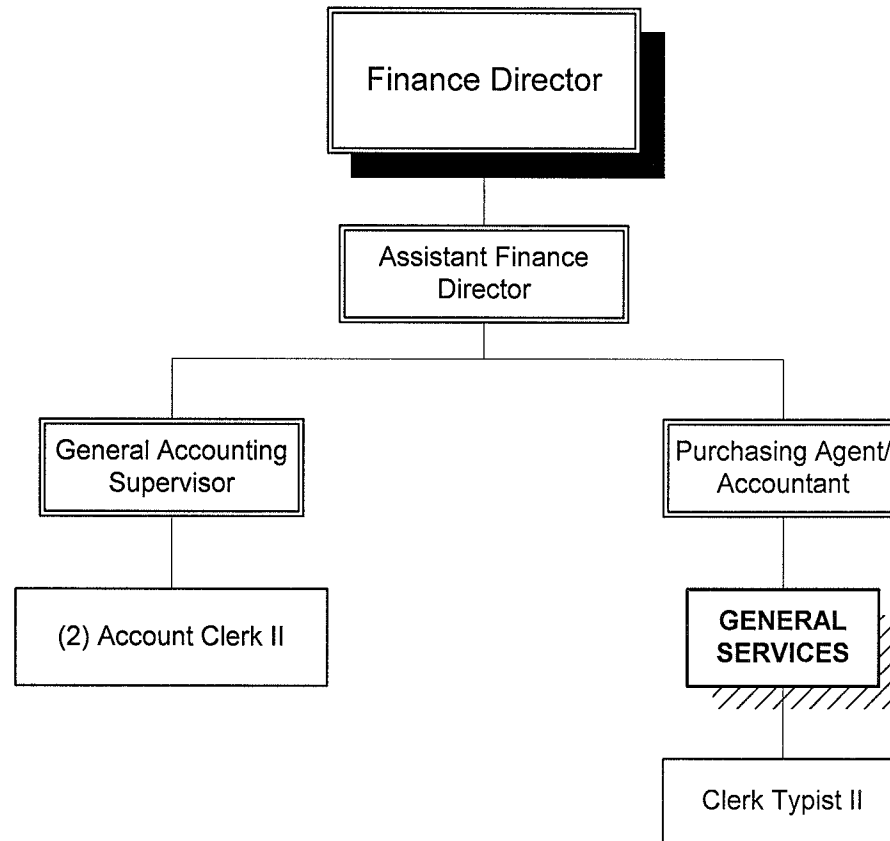 Finance Director
Assistant Finance
Director
General Accounting
Supervisor
Purchasing Agent/
Accountant
(2) Account Clerk II
GENERAL
SERVICES
Clerk Typist II